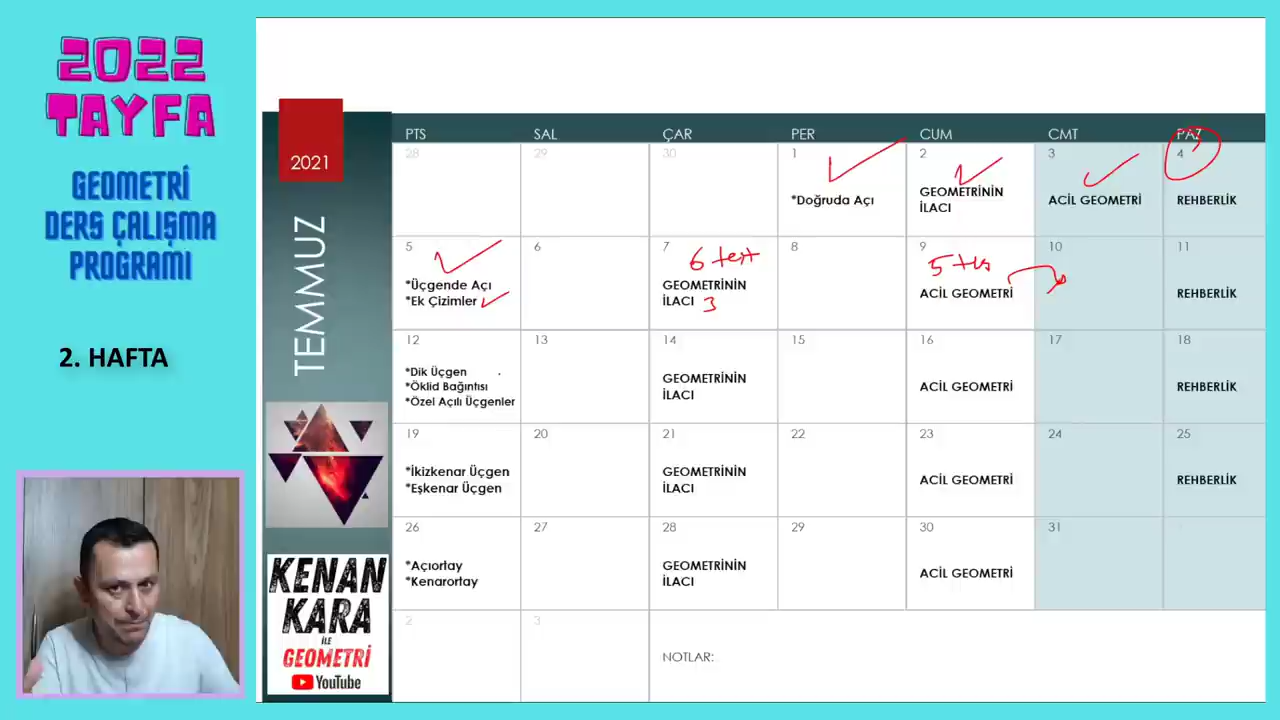 2022
TAYFA
GEOMETRİ
DERS ÇALIŞMA
PROGRAMI
2. HAFTA
2021
TEMMUZ
KENAN
KARA
İLE
GEOMETRİ
YouTube
PTS SAL ÇAR PER CUM CMT PAZ
28 29 30 1 2 3 4
*Doğruda Açı
GEOMETRİNİN
İLACI
ACİL GEOMETRİ
REHBERLİK
5 6 7 8 9 10 11
*Üçgende Açı
*Ek Çizimler
6 test
GEOMETRİNİN
İLACI 3
ACİL GEOMETRİ
REHBERLİK
12 13 14 15 16 17 18
*Dik Üçgen
*Öklid Bağıntısı
*Özel Açılı Üçgenler
GEOMETRİNİN
İLACI
ACİL GEOMETRİ
REHBERLİK
19 20 21 22 23 24 25
*İkizkenar Üçgen
*Eşkenar Üçgen
GEOMETRİNİN
İLACI
ACİL GEOMETRİ
REHBERLİK
26 27 28 29 30 31
*Açıortay
*Kenarortay
GEOMETRİNİN
İLACI
ACİL GEOMETRİ
2 3
NOTLAR: